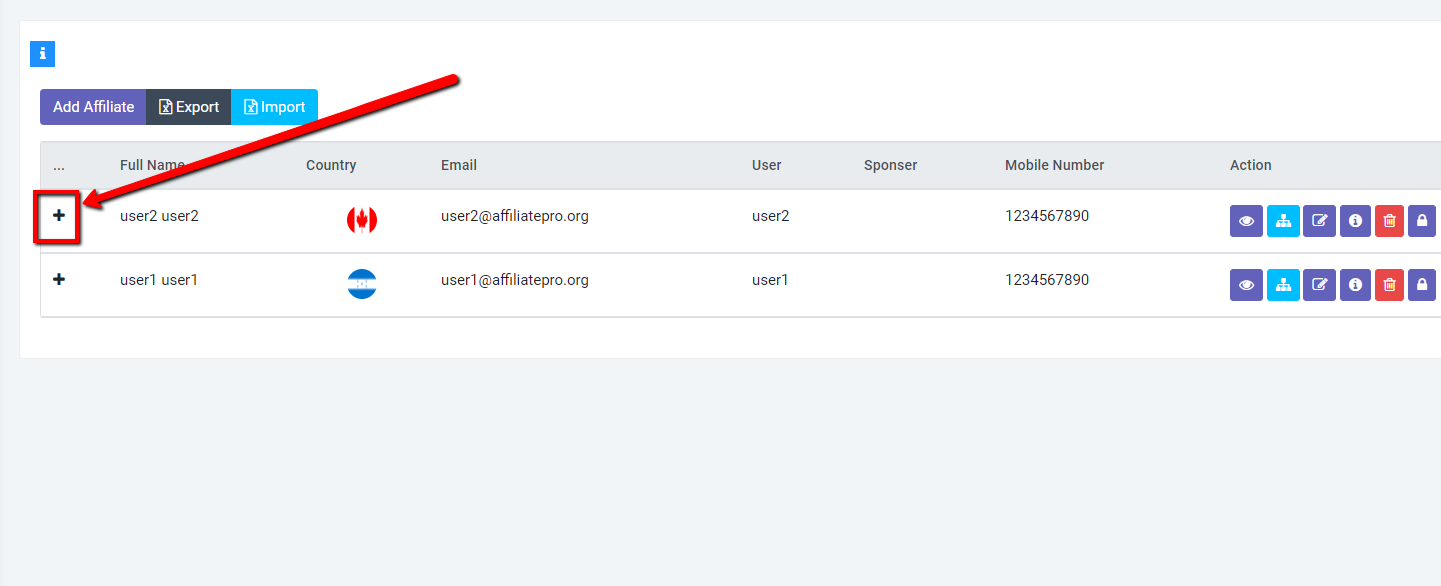 Add Affiliate Export Import
... Full Name Country Email User Sponser Mobile Number Action
user2 user2 user2@affiliatepro.org user2 1234567890
user1 user1 user1@affiliatepro.org user1 1234567890